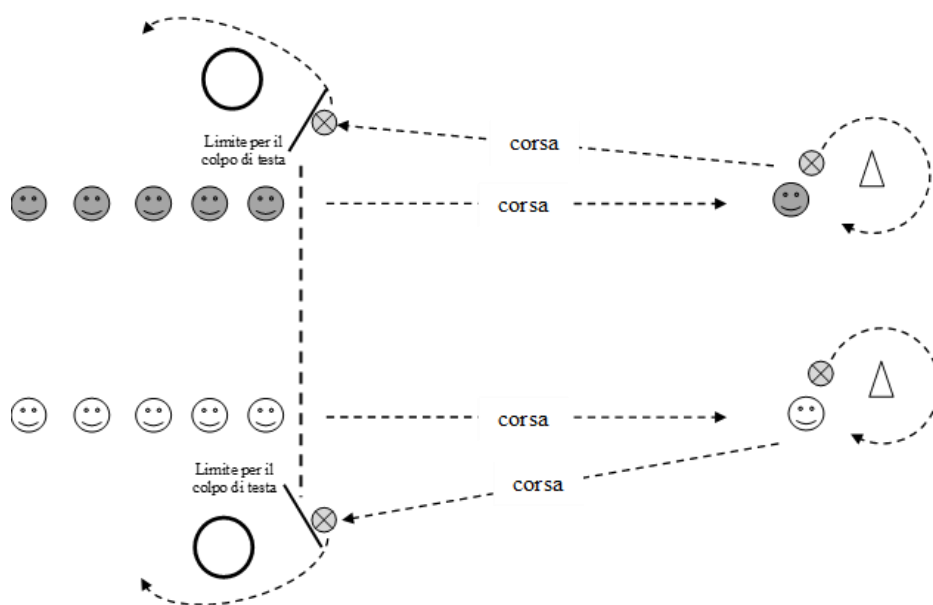 corsa
Limite per il
colpo di testa
corsa
corsa
Limite per il
colpo di testa
corsa